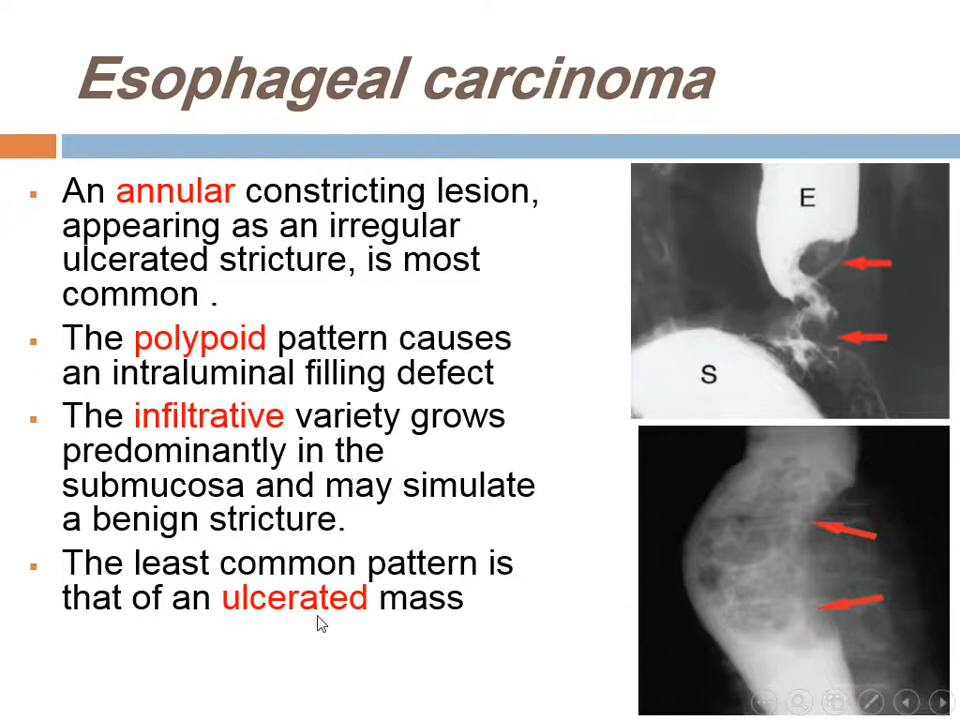 Esophageal carcinoma
An annular constricting lesion,
appearing as an irregular
ulcerated stricture, is most
common .
The polypoid pattern causes
an intraluminal filling defect
The infiltrative variety grows
predominantly in the
submucosa and may simulate
a benign stricture.
The least common pattern is
that of an ulcerated mass
E
S